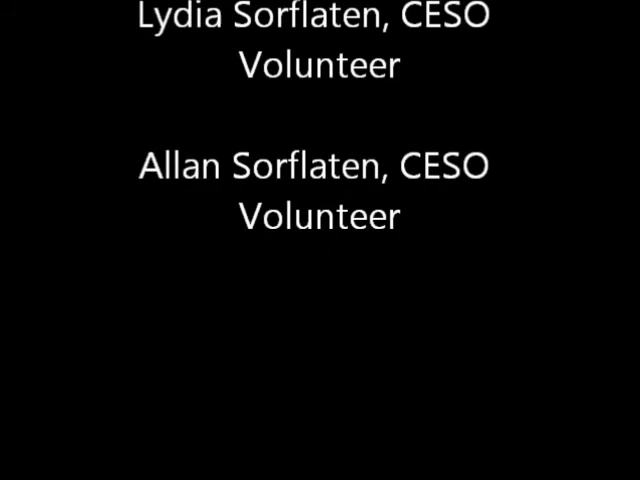 Lydia Sorflaten, CESO
Volunteer
Allan Sorflaten, CESO
Volunteer